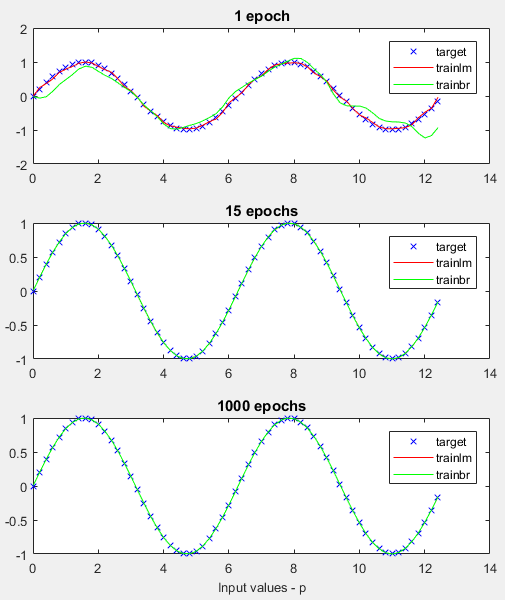 1 epoch
2
1
0
-1
-2
0 2 4 6 8 10 12 14
target
trainlm
trainbr
15 epochs
1
0.5
0
-0.5
-1
0 2 4 6 8 10 12 14
target
trainlm
trainbr
1000 epochs
1
0.5
0
-0.5
-1
0 2 4 6 8 10 12 14
target
trainlm
trainbr
Input values - p